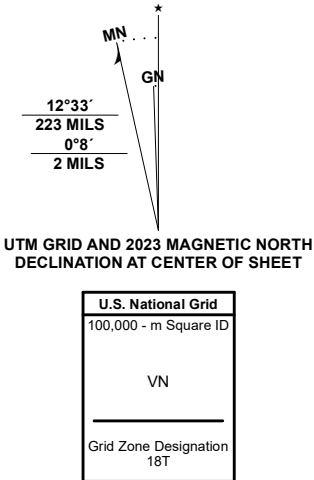 ★
MN
GN
12°33´
223 MILS
0°8´
2 MILS
UTM GRID AND 2023 MAGNETIC NORTH
DECLINATION AT CENTER OF SHEET
U.S. National Grid
100,000 - m Square ID
VN
Grid Zone Designation
18T